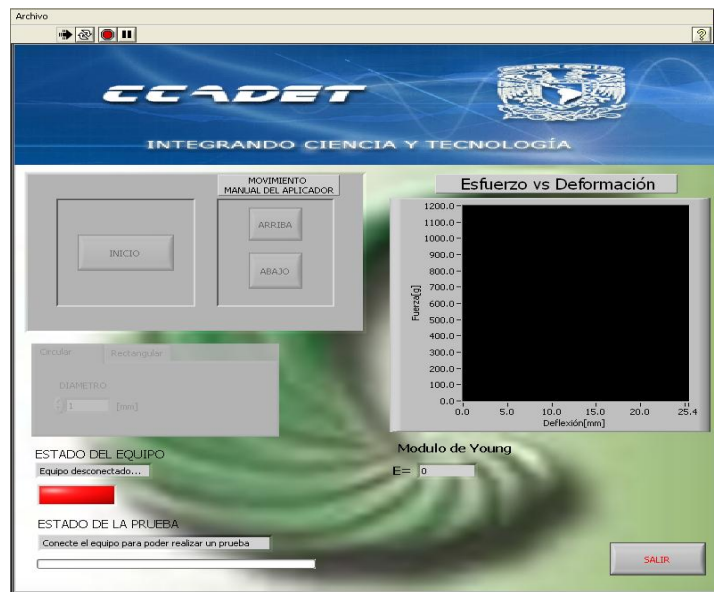 Archivo
CCADET
INTEGRANDO CIENCIA Y TECNOLOGÍA
MOVIMIENTO
MANUAL DEL APLICADOR
INICIO
ARRIBA
ABAJO
Circular
Rectangular
DIAMETRO
1 [mm]
ESTADO DEL EQUIPO
Equipo desconectado...
ESTADO DE LA PRUEBA
Conecte el equipo para poder realizar un prueba
Esfuerzo vs Deformación
1200.0
1100.0
1000.0
900.0
800.0
700.0
600.0
500.0
400.0
300.0
200.0
100.0
0.0
Fuerza[g]
0.0 5.0 10.0 15.0 20.0 25.4
Deflexión[mm]
Modulo de Young
E= 0
SALIR